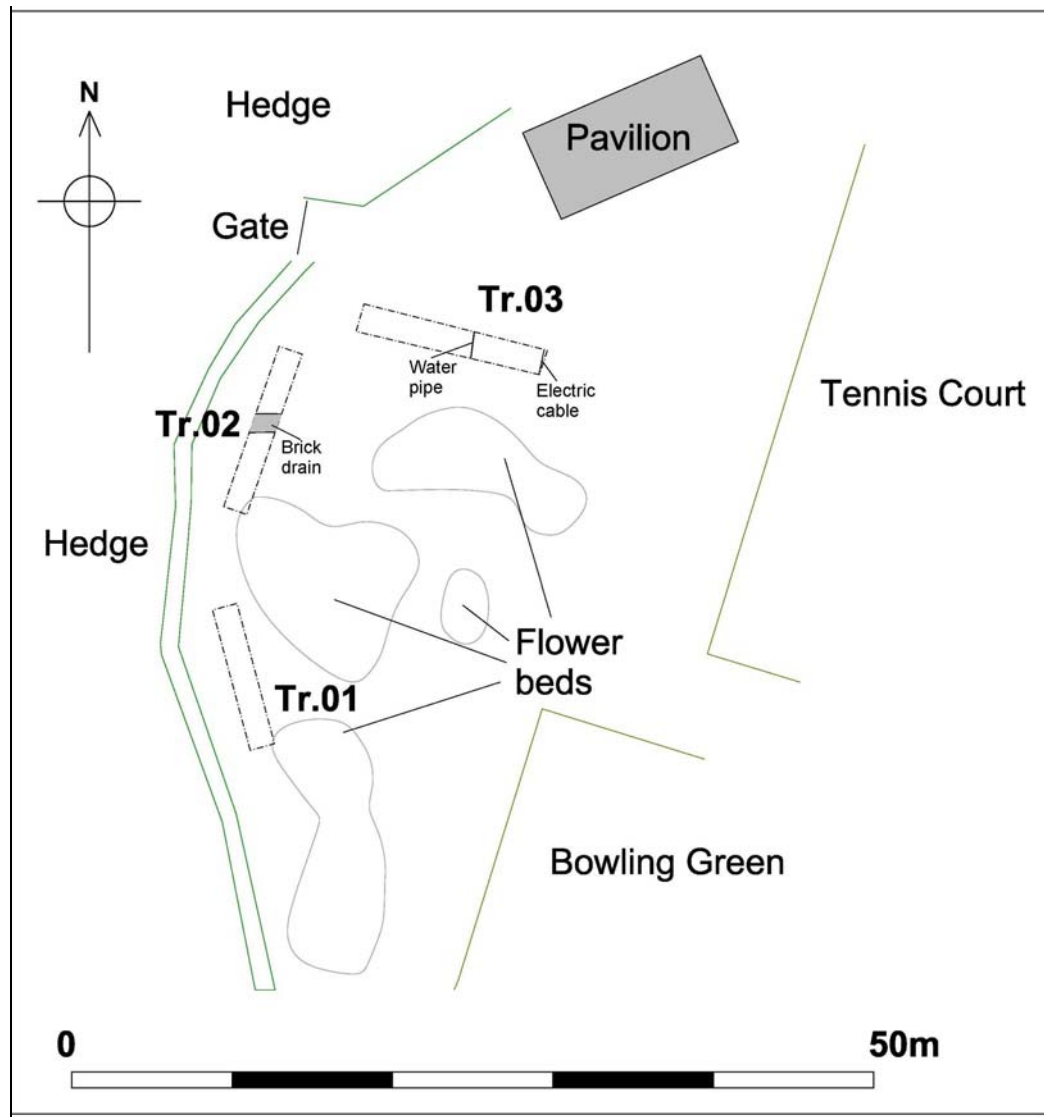 N
Hedge
Pavilion
Gate
Tr.03
Water
pipe
Electric
cable
Tennis Court
Tr.02
Brick
drain
Hedge
Flower
beds
Tr.01
Bowling Green
0
50m